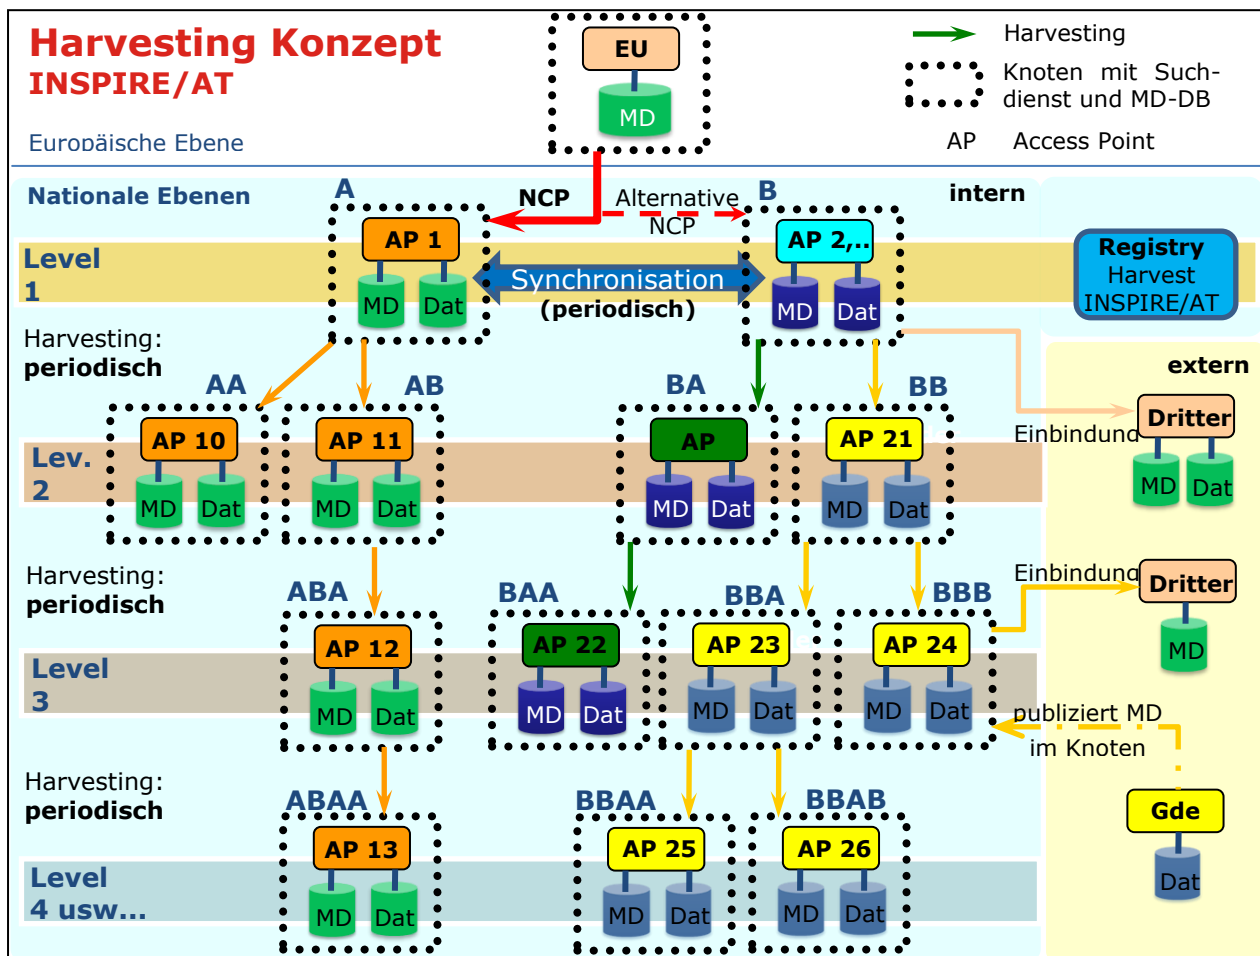 Harvesting Konzept
INSPIRE/AT
Europäische Ebene
EU
MD
Harvesting
Knoten mit Such-
dienst und MD-DB
AP Access Point
Nationale Ebenen
A
NCP
Alternative
NCP
B
intern
AP 1
MD
Dat
Synchronisation
(periodisch)
AP 2,..
MD
Dat
Registry
Harvest
INSPIRE/AT
Level
1
Harvesting:
periodisch
extern
AA
AB
BA
BB
AP 10
MD
Dat
AP 11
MD
Dat
AP
MD
Dat
AP 21
MD
Dat
Einbindung
Dritter
MD
Dat
Lev.
2
Harvesting:
periodisch
ABA
BAA
BBA
BBB
AP 12
MD
Dat
AP 22
MD
Dat
AP 23
MD
Dat
AP 24
MD
Dat
Einbindung
Dritter
MD
Level
3
publiziert MD
im Knoten
Harvesting:
periodisch
ABAA
BBAA
BBAB
AP 13
MD
Dat
AP 25
MD
Dat
AP 26
MD
Dat
Gde
Dat
Level
4 usw...